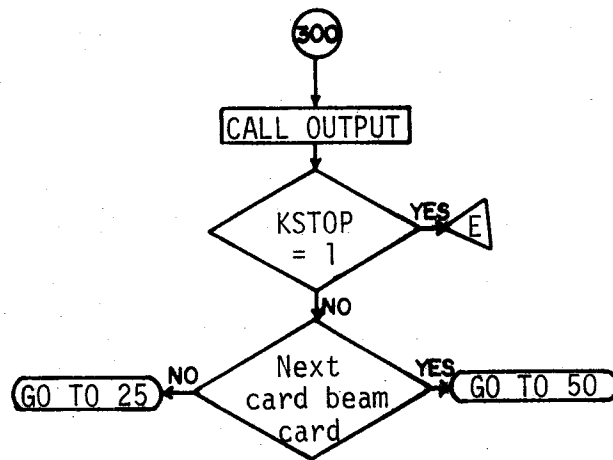 300
CALL OUTPUT
KSTOP
= 1
YES
E
NO
Next
card beam
card
NO
GO TO 25
YES
GO TO 50